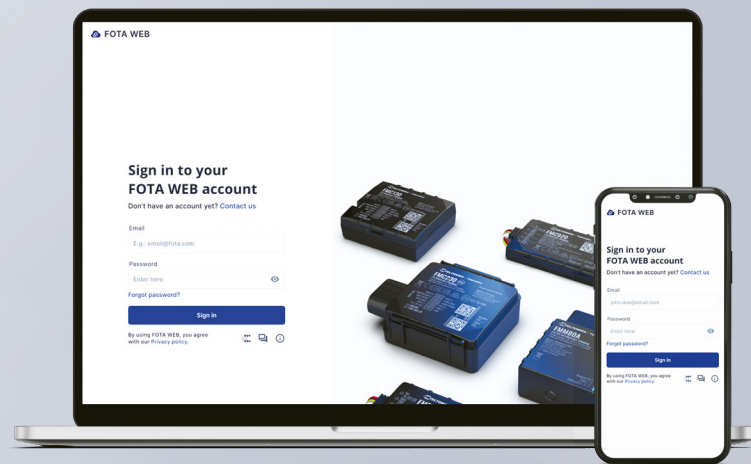 FOTA WEB
Sign in to your
FOTA WEB account
Don't have an account yet? Contact us
Email
E.g., email@fota.com
Password
Enter here
Forgot password?
Sign in
By using FOTA WEB, you agree
with our Privacy policy.
FMC130
FMC920
TELTONIKA
FMC230
FMM80A
FOTA WEB
Sign in to your
FOTA WEB account
Don't have an account yet? Contact us
Email
john.doe@email.com
Password
Enter here
Forgot password?
Sign in
By using FOTA WEB, you agree
with our Privacy policy.